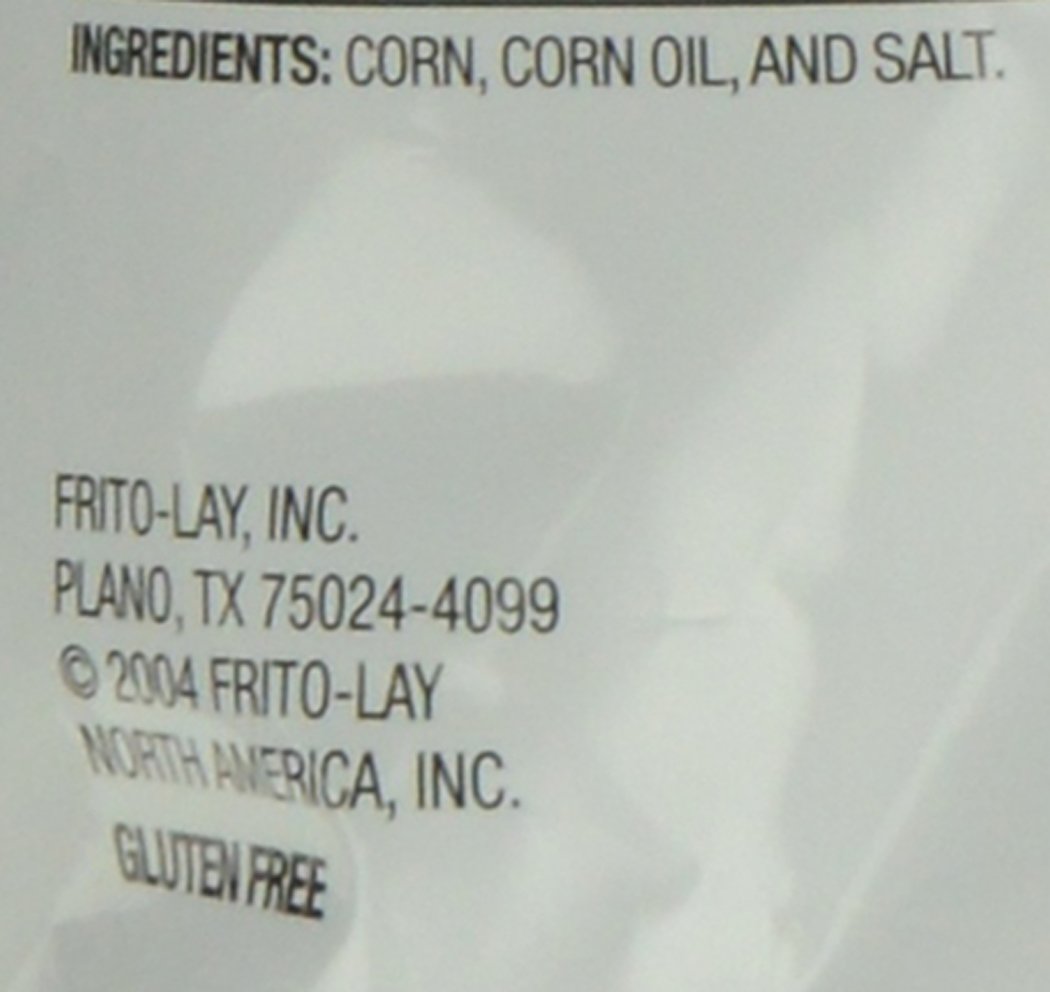 INGREDIENTS: CORN, CORN OIL, AND SALT.
FRITO-LAY, INC.
PLANO, TX 75024-4099
© 2004 FRITO-LAY
NORTH AMERICA, INC.
GLUTEN FREE